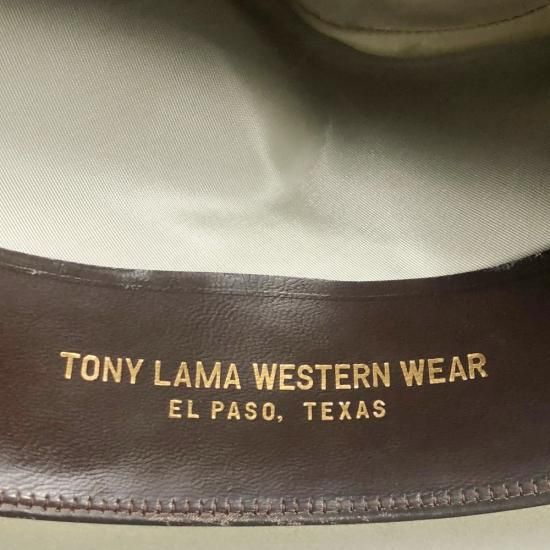 TONY LAMA WESTERN WEAR
EL PASO, TEXAS